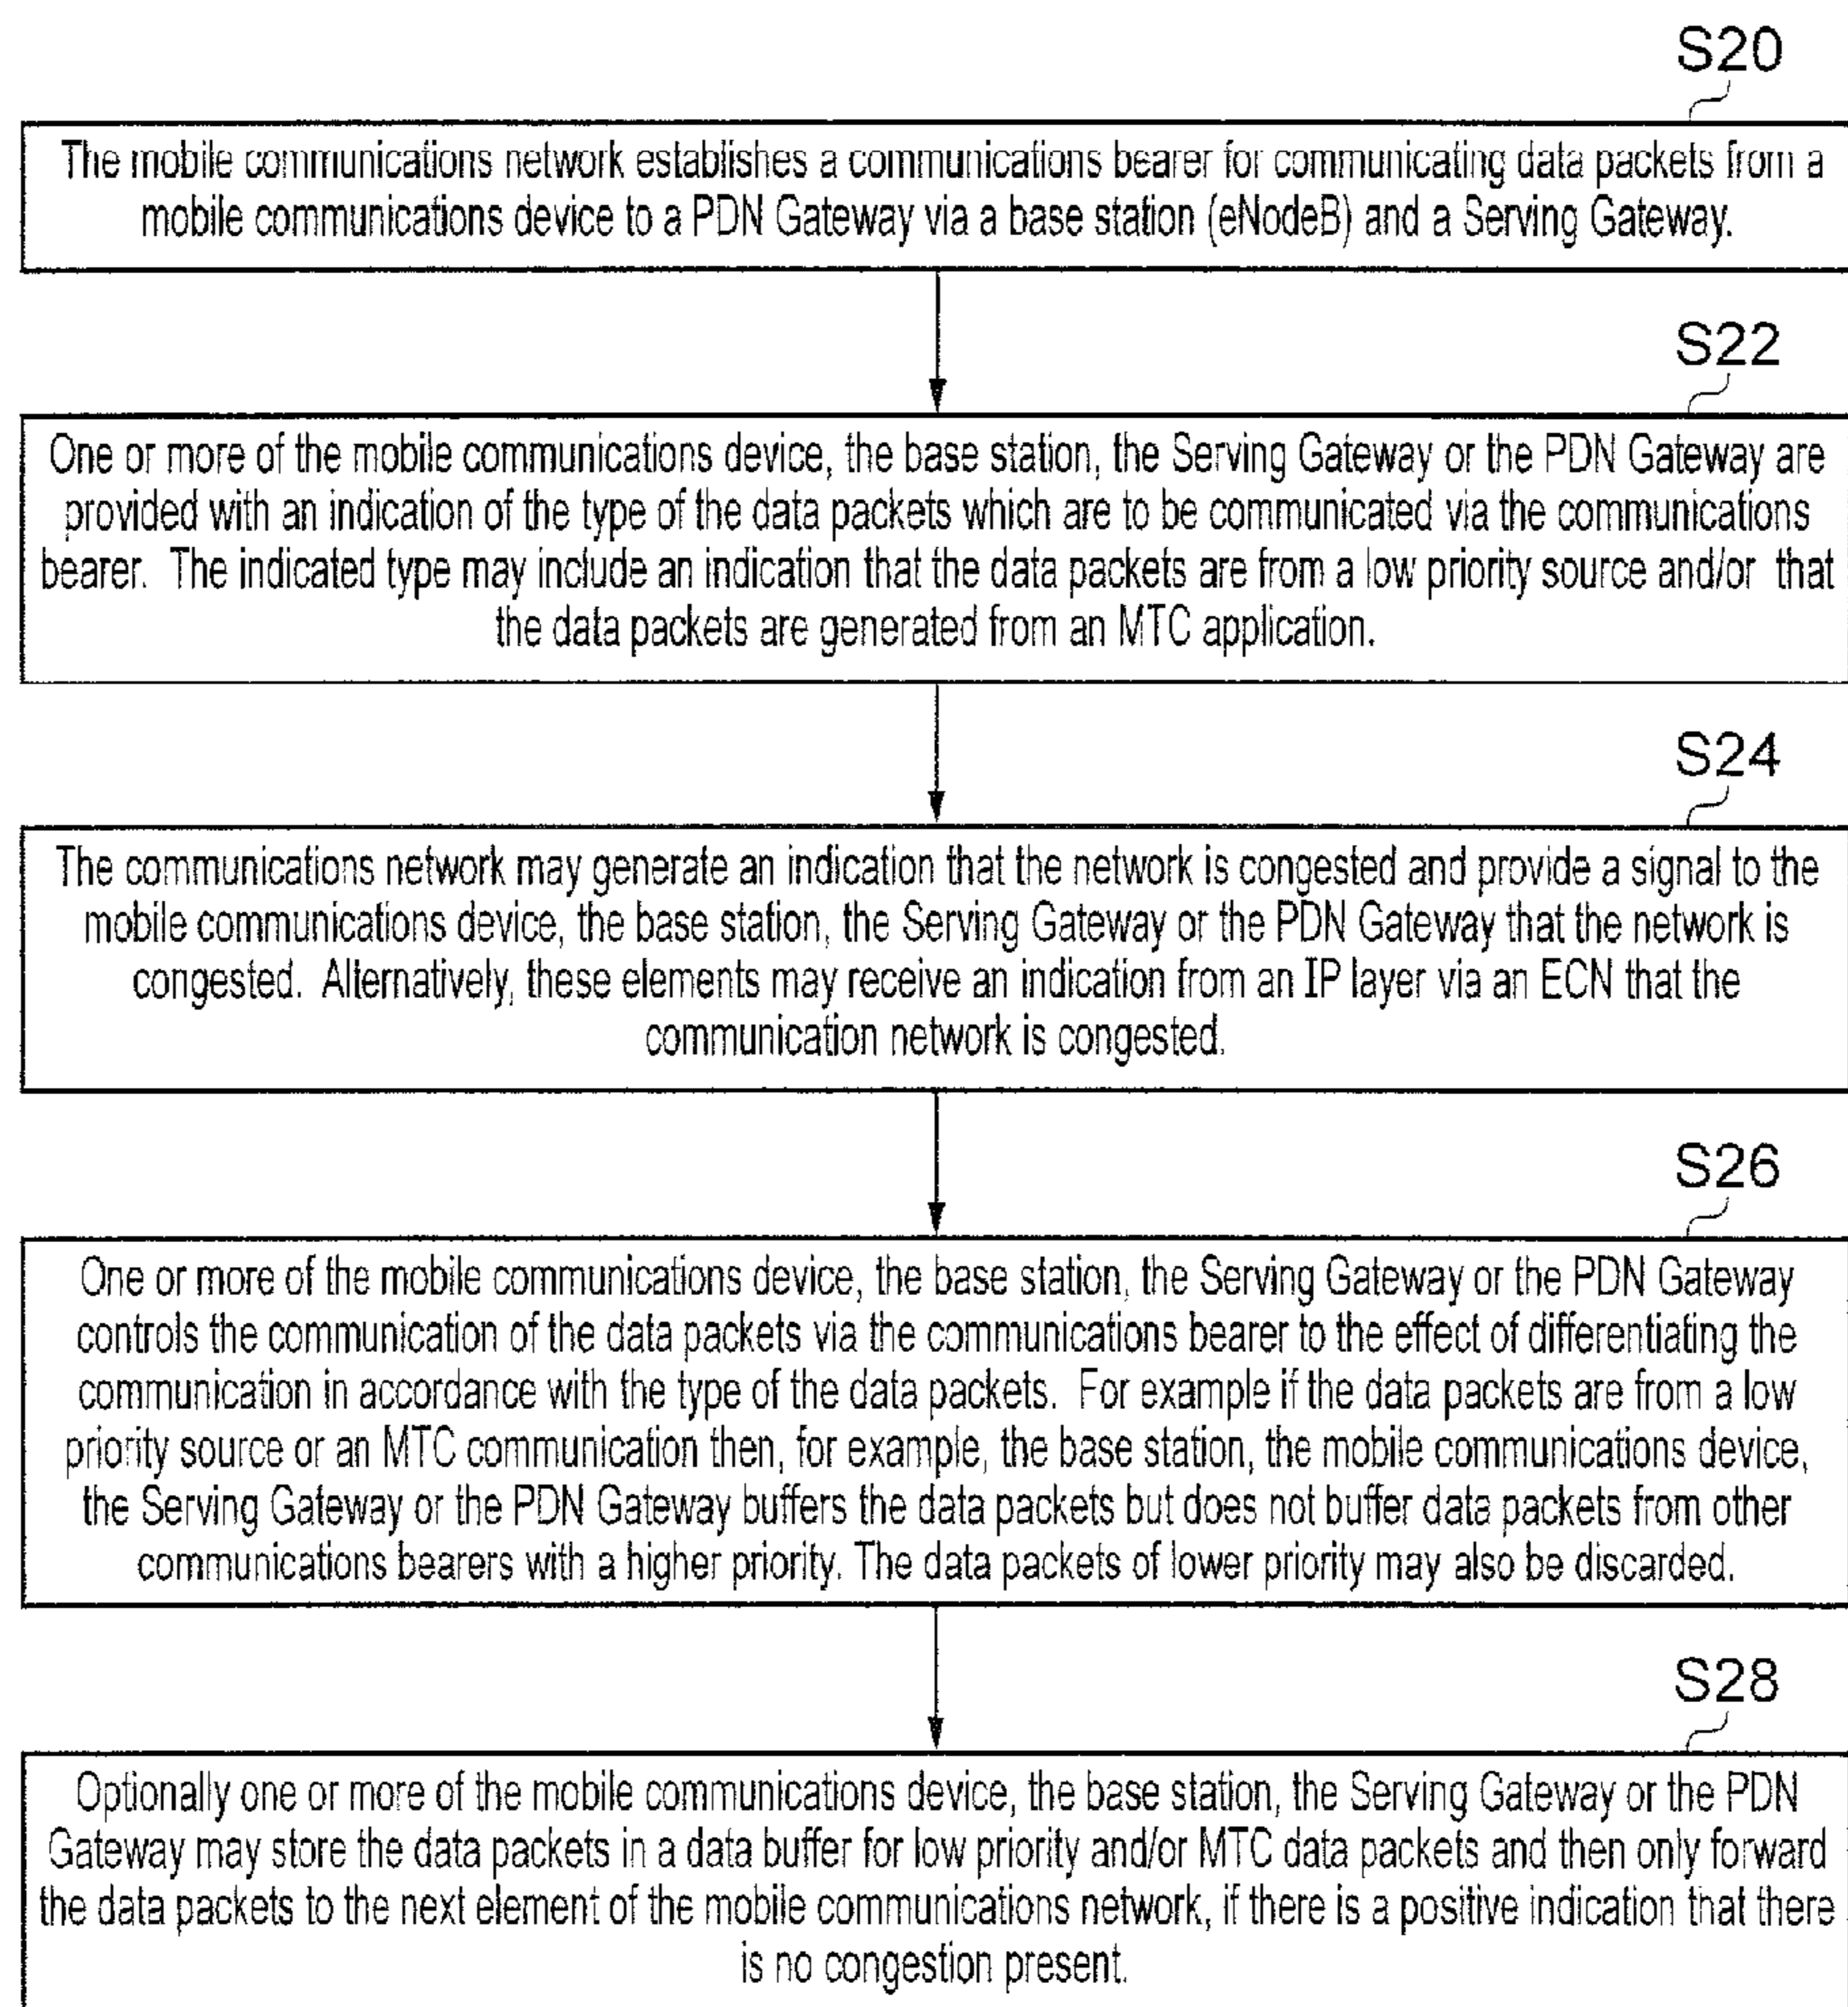 S20
The mobile communications network establishes a communications bearer for communicating data packets from a
mobile communications device to a PDN Gateway via a base station (eNodeB) and a Serving Gateway.
S22
One or more of the mobile communications device, the base station, the Serving Gateway or the PDN Gateway are
provided with an indication of the type of the data packets which are to be communicated via the communications
bearer. The indicated type may include an indication that the data packets are from a low priority source and/or that
the data packets are generated from an MTC application.
S24
The communications network may generate an indication that the network is congested and provide a signal to the
mobile communications device, the base station, the Serving Gateway or the PDN Gateway that the network is
congested. Alternatively, these elements may receive an indication from an IP layer via an ECN that the
communication network is congested.
S26
One or more of the mobile communications device, the base station, the Serving Gateway or the PDN Gateway
controls the communication of the data packets via the communications bearer to the effect of differentiating the
communication in accordance with the type of the data packets. For example if the data packets are from a low
priority source or an MTC communication then, for example, the base station, the mobile communications device,
the Serving Gateway or the PDN Gateway buffers the data packets but does not buffer data packets from other
communications bearers with a higher priority. The data packets of lower priority may also be discarded.
S28
Optionally one or more of the mobile communications device, the base station, the Serving Gateway or the PDN
Gateway may store the data packets in a data buffer for low priority and/or MTC data packets and then only forward
the data packets to the next element of the mobile communications network, if there is a positive indication that there
is no congestion present.